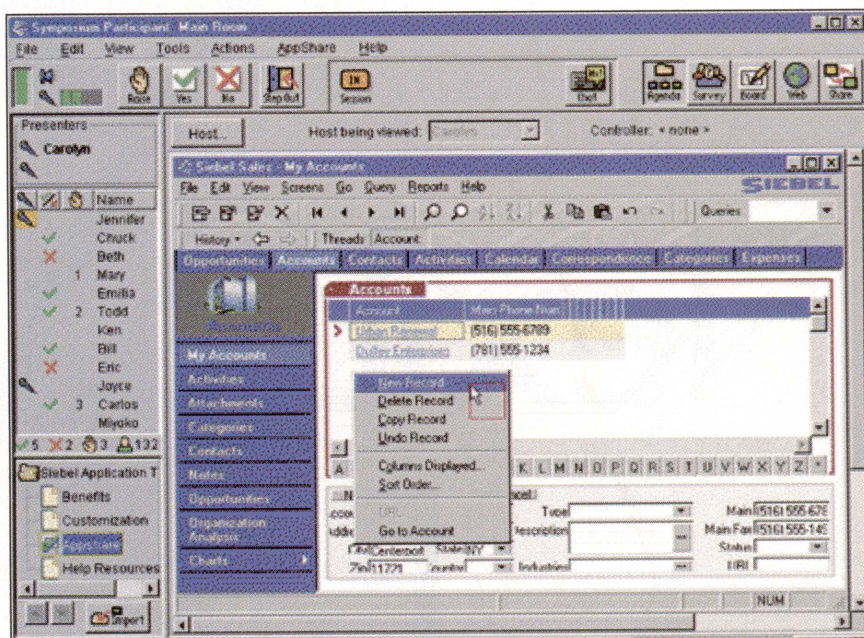 Symposium Participant: Main Room
File Edit View Tools Actions AppShare Help
Raise Yes No Step Out Session Chat Agenda Survey Board Web Share
Presenters
Carolyn
Host... Host being viewed: Carolyn Controller: < none >
Name
Jennifer
Chuck
Beth
1 Mary
Emilia
2 Todd
Ken
Bill
Eric
Joyce
3 Carlos
Miyoko
5 2 3 132
Siebel Application T
Benefits
Customization
AppShare
Help Resources
Import
Siebel Sales - My Accounts
File Edit View Screens Go Query Reports Help
SIEBEL
Queries
History Threads Account
Opportunities Accounts Contacts Activities Calendar Correspondence Categories Expenses
Accounts
My Accounts
Activities
Attachments
Categories
Contacts
Notes
Opportunities
Organization
Analysis
Charts
Accounts
Account Main Phone Num
Urban Renewal (516) 555-6789
Dutley Enterprises (781) 555-1234
New Record
Delete Record
Copy Record
Undo Record
Columns Displayed...
Sort Order...
URL
Go to Account
A K L M N O P Q R S T U V W X Y Z *
Type Main (516) 555-678
Description Main Fax (516) 555-145
City Centerport State NY Status
Zip 11721 Industries URL
NUM